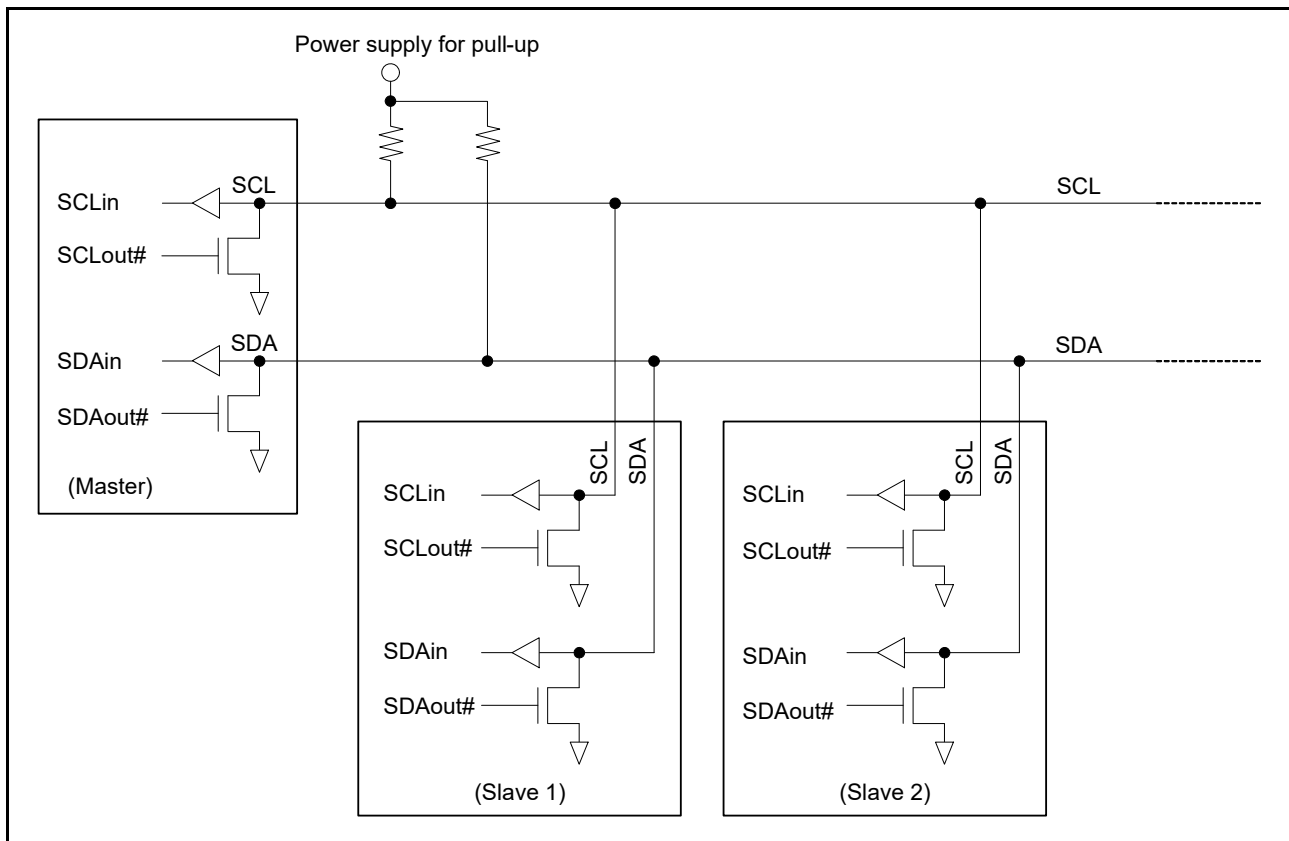 Power supply for pull-up
SCL
SCL
SCLin
SCLout#
SDA
SDA
SDAin
SDAout#
(Master)
SCL
SDA
SCL
SDA
SCLin
SCLin
SCLout#
SCLout#
SDAin
SDAin
SDAout#
SDAout#
(Slave 1)
(Slave 2)